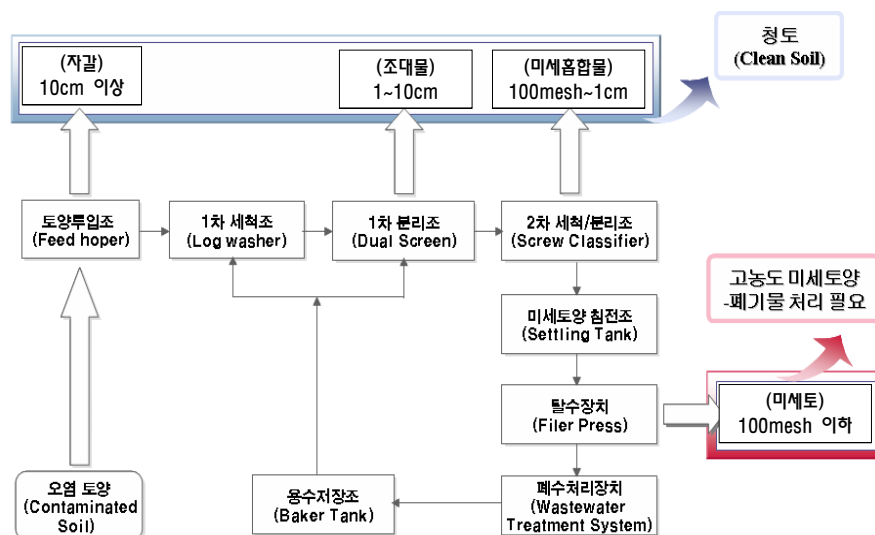 (자갈)
10cm 이상
(조대물)
1~10cm
(미세혼합물)
100mesh~1cm
청토
(Clean Soil)
토양투입조
(Feed hoper)
1차 세척조
(Log washer)
1차 분리조
(Dual Screen)
2차 세척/분리조
(Screw Classifier)
고농도 미세토양
-폐기물 처리 필요
미세토양 침전조
(Settling Tank)
탈수장치
(Filer Press)
(미세토)
100mesh 이하
오염 토양
(Contaminated
Soil)
용수저장조
(Baker Tank)
폐수처리장치
(Wastewater
Treatment System)